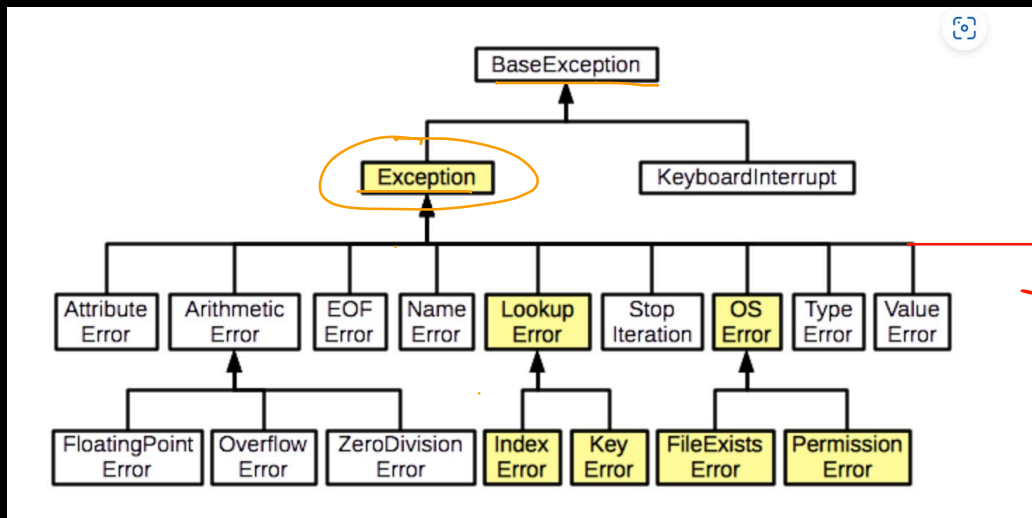 BaseException
Exception
KeyboardInterrupt
Attribute
Error
Arithmetic
Error
EOF
Error
Name
Error
Lookup
Error
Stop
Iteration
OS
Error
Type
Error
Value
Error
FloatingPoint
Error
Overflow
Error
ZeroDivision
Error
Index
Error
Key
Error
FileExists
Error
Permission
Error